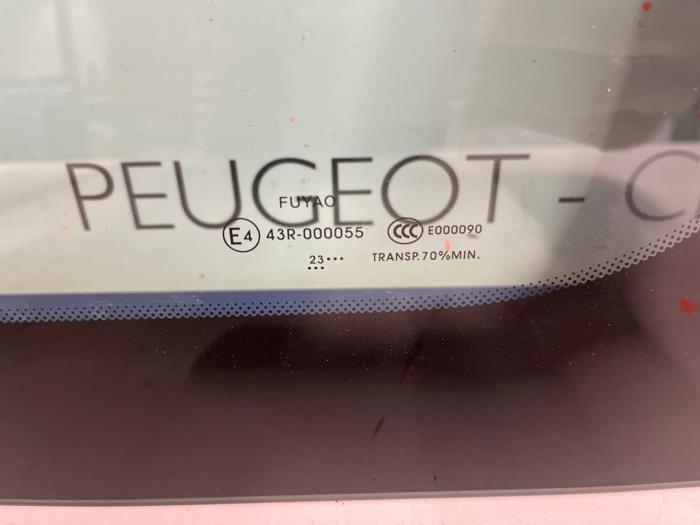 PEUGEOT - C
FUYAO
E4 43R-000055 CCC E000090
23••• TRANSP.70%MIN.
•••